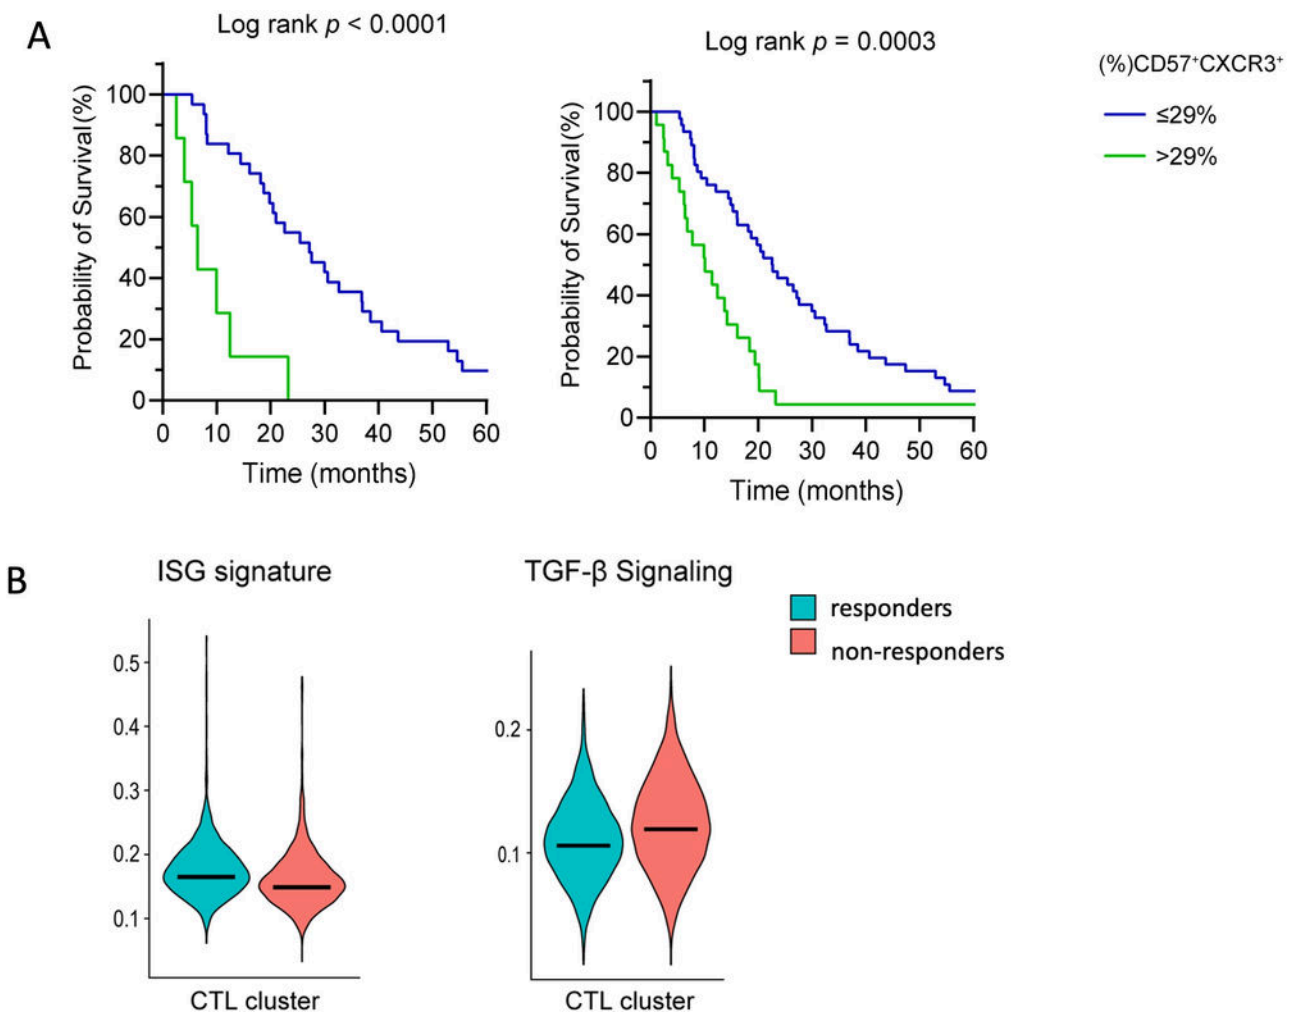 A
Log rank p < 0.0001
Probability of Survival(%)
100
80
60
40
20
0
0 10 20 30 40 50 60
Time (months)
Log rank p = 0.0003
Probability of Survival(%)
100
80
60
40
20
0
0 10 20 30 40 50 60
Time (months)
(%)CD57⁺CXCR3⁺
≤29%
>29%
B
ISG signature
0.5
0.4
0.3
0.2
0.1
CTL cluster
TGF-β Signaling
0.2
0.1
CTL cluster
responders
non-responders